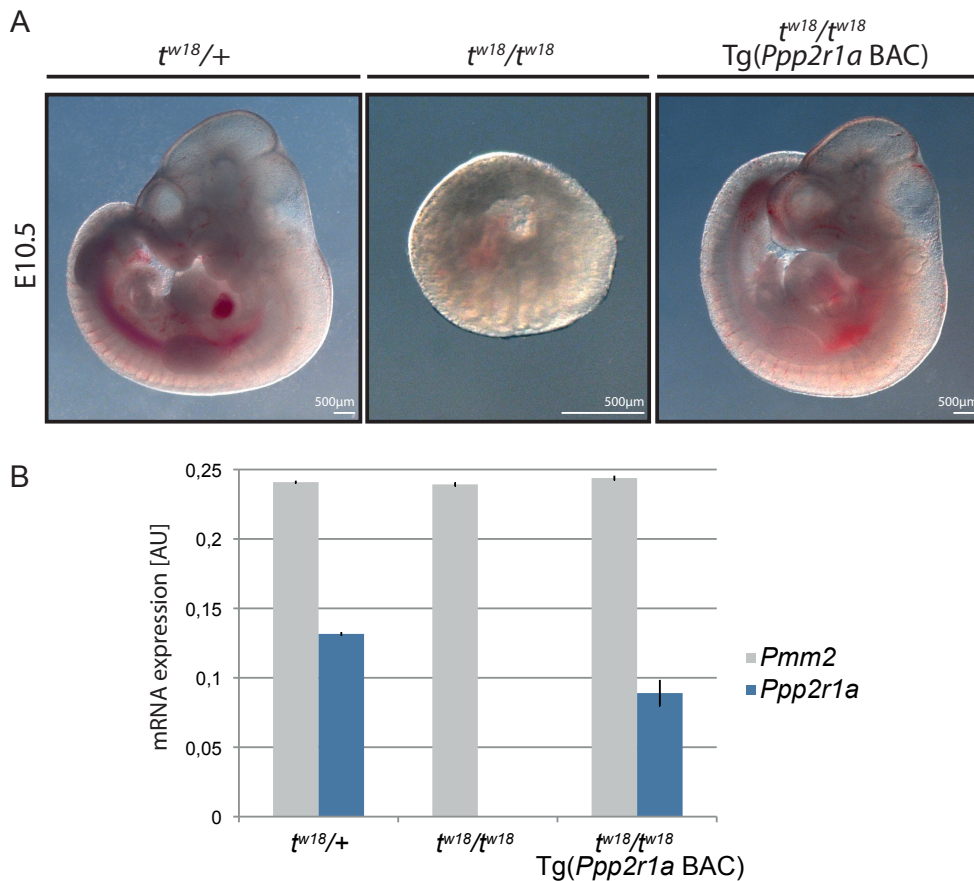 A
t^w18/+
t^w18/t^w18
t^w18/t^w18
Tg(Ppp2r1a BAC)
E10.5
500µm
500µm
500µm
B
mRNA expression [AU]
0,25
0,2
0,15
0,1
0,05
0
Pmm2
Ppp2r1a
t^w18/+
t^w18/t^w18
t^w18/t^w18
Tg(Ppp2r1a BAC)